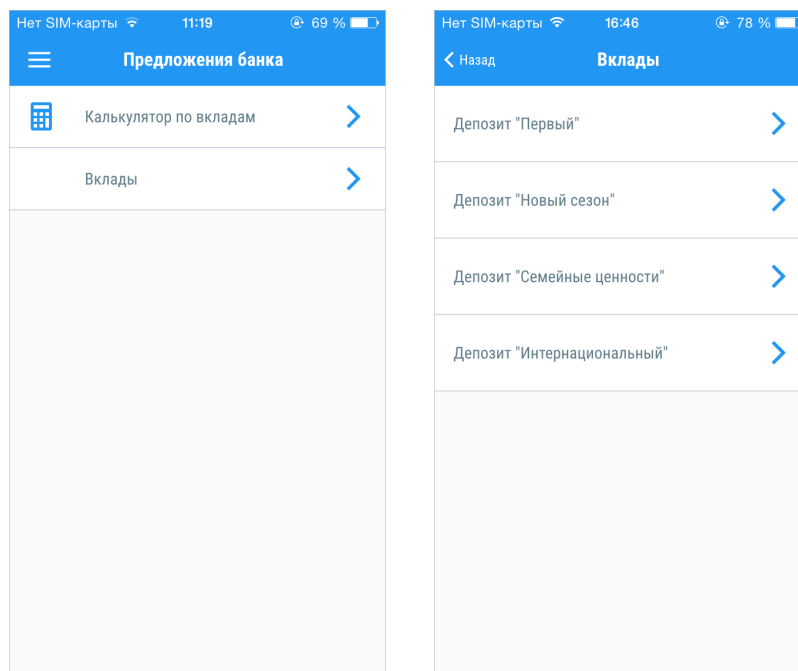 Нет SIM-карты 11:19 69 %
Предложения банка
Калькулятор по вкладам
Вклады
Нет SIM-карты 16:46 78 %
Назад Вклады
Депозит "Первый"
Депозит "Новый сезон"
Депозит "Семейные ценности"
Депозит "Интернациональный"